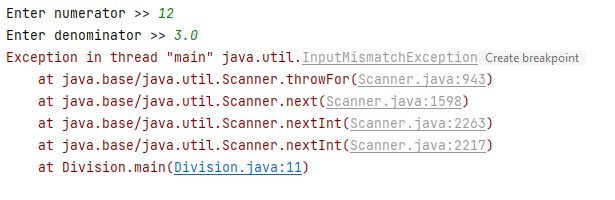 Enter numerator >> 12
Enter denominator >> 3.0
Exception in thread "main" java.util.InputMismatchException Create breakpoint
    at java.base/java.util.Scanner.throwFor(Scanner.java:943)
    at java.base/java.util.Scanner.next(Scanner.java:1598)
    at java.base/java.util.Scanner.nextInt(Scanner.java:2263)
    at java.base/java.util.Scanner.nextInt(Scanner.java:2217)
    at Division.main(Division.java:11)